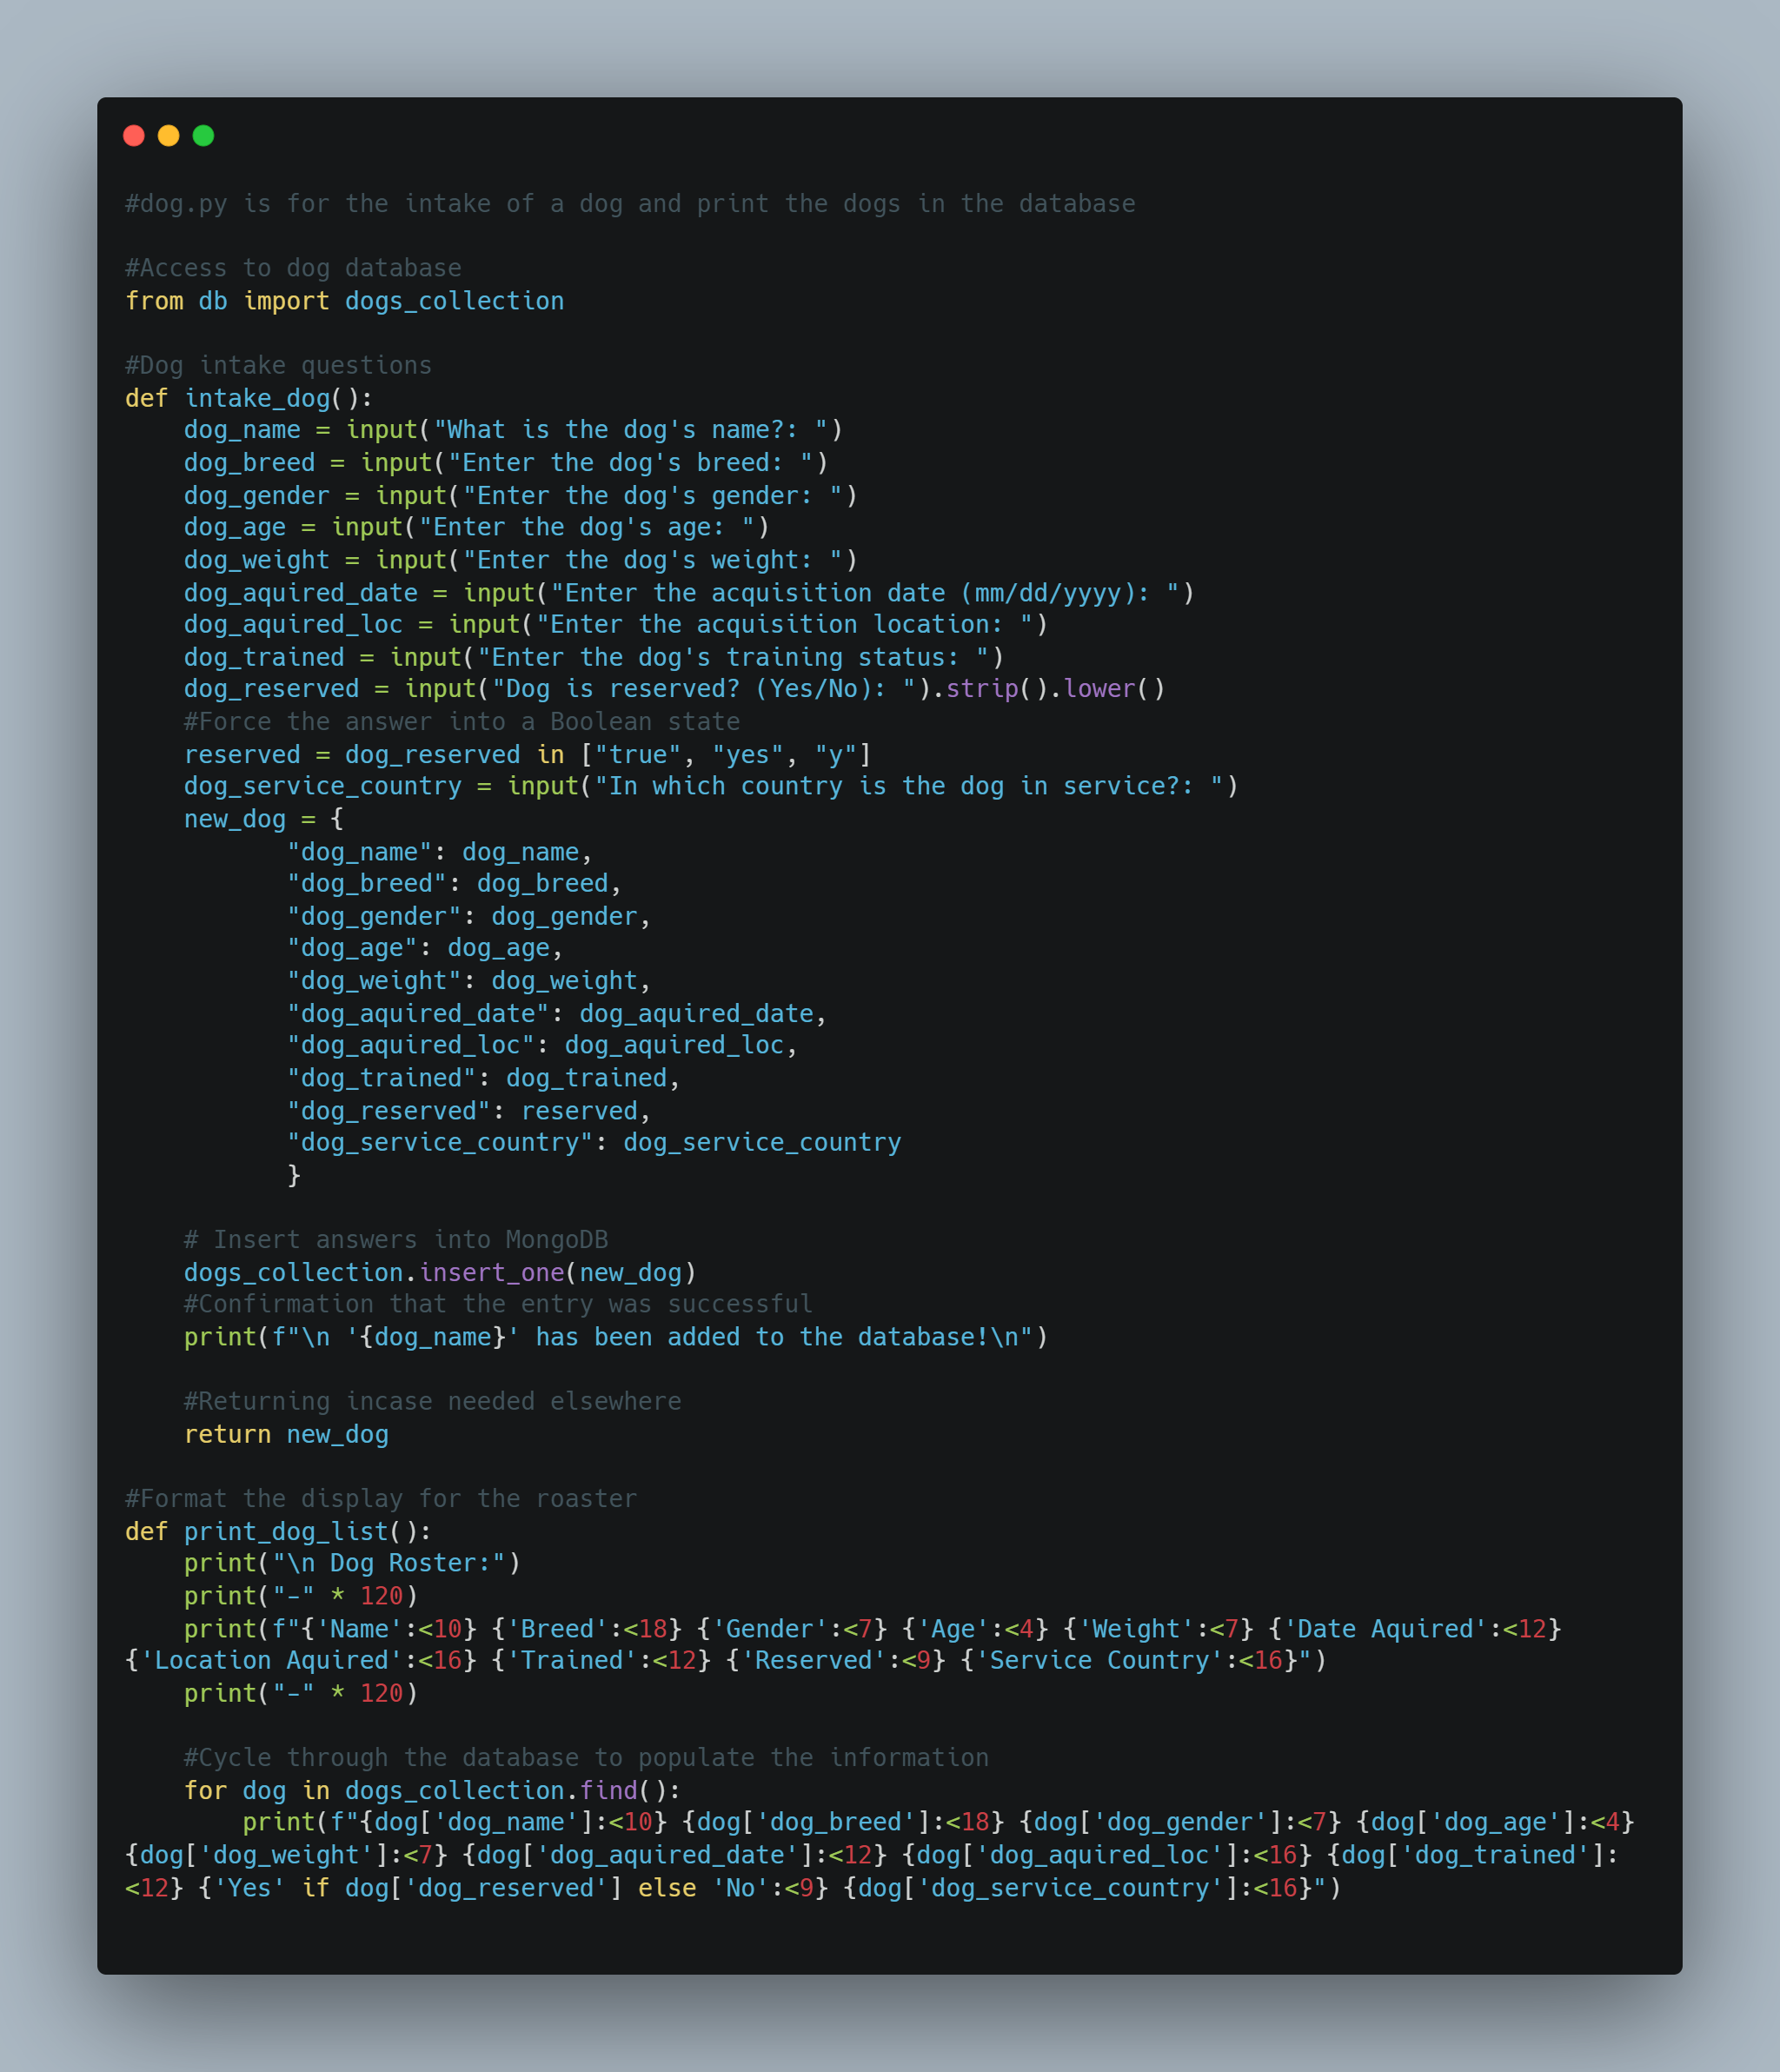 #dog.py is for the intake of a dog and print the dogs in the database

#Access to dog database
from db import dogs_collection

#Dog intake questions
def intake_dog():
    dog_name = input("What is the dog's name?: ")
    dog_breed = input("Enter the dog's breed: ")
    dog_gender = input("Enter the dog's gender: ")
    dog_age = input("Enter the dog's age: ")
    dog_weight = input("Enter the dog's weight: ")
    dog_aquired_date = input("Enter the acquisition date (mm/dd/yyyy): ")
    dog_aquired_loc = input("Enter the acquisition location: ")
    dog_trained = input("Enter the dog's training status: ")
    dog_reserved = input("Dog is reserved? (Yes/No): ").strip().lower()
    #Force the answer into a Boolean state
    reserved = dog_reserved in ["true", "yes", "y"]
    dog_service_country = input("In which country is the dog in service?: ")
    new_dog = {
           "dog_name": dog_name,
           "dog_breed": dog_breed,
           "dog_gender": dog_gender,
           "dog_age": dog_age,
           "dog_weight": dog_weight,
           "dog_aquired_date": dog_aquired_date,
           "dog_aquired_loc": dog_aquired_loc,
           "dog_trained": dog_trained,
           "dog_reserved": reserved,
           "dog_service_country": dog_service_country
           }

    # Insert answers into MongoDB
    dogs_collection.insert_one(new_dog)
    #Confirmation that the entry was successful
    print(f"\n '{dog_name}' has been added to the database!\n")

    #Returning incase needed elsewhere
    return new_dog

#Format the display for the roaster
def print_dog_list():
    print("\n Dog Roster:")
    print("-" * 120)
    print(f"{'Name':<10} {'Breed':<18} {'Gender':<7} {'Age':<4} {'Weight':<7} {'Date Aquired':<12}
{'Location Aquired':<16} {'Trained':<12} {'Reserved':<9} {'Service Country':<16}")
    print("-" * 120)

    #Cycle through the database to populate the information
    for dog in dogs_collection.find():
        print(f"{dog['dog_name']:<10} {dog['dog_breed']:<18} {dog['dog_gender']:<7} {dog['dog_age']:<4}
{dog['dog_weight']:<7} {dog['dog_aquired_date']:<12} {dog['dog_aquired_loc']:<16} {dog['dog_trained']:
<12} {'Yes' if dog['dog_reserved'] else 'No':<9} {dog['dog_service_country']:<16}")